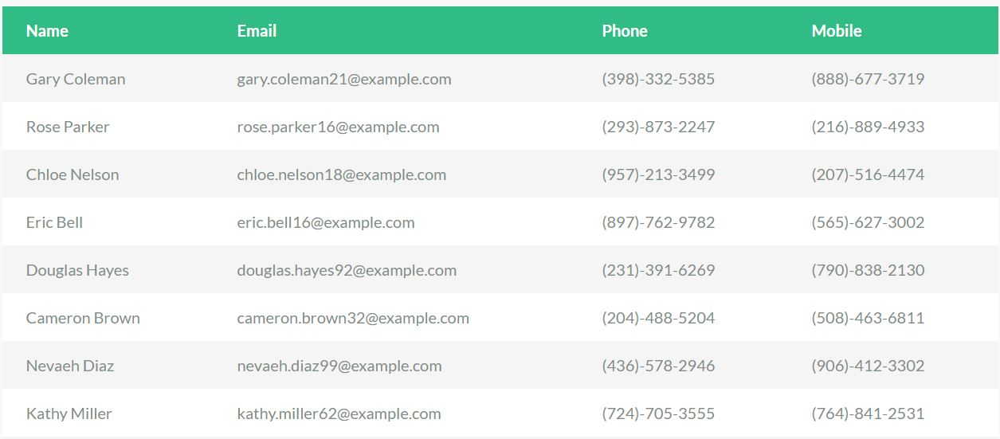 Name Email Phone Mobile
Gary Coleman gary.coleman21@example.com (398)-332-5385 (888)-677-3719
Rose Parker rose.parker16@example.com (293)-873-2247 (216)-889-4933
Chloe Nelson chloe.nelson18@example.com (957)-213-3499 (207)-516-4474
Eric Bell eric.bell16@example.com (897)-762-9782 (565)-627-3002
Douglas Hayes douglas.hayes92@example.com (231)-391-6269 (790)-838-2130
Cameron Brown cameron.brown32@example.com (204)-488-5204 (508)-463-6811
Nevaeh Diaz nevaeh.diaz99@example.com (436)-578-2946 (906)-412-3302
Kathy Miller kathy.miller62@example.com (724)-705-3555 (764)-841-2531